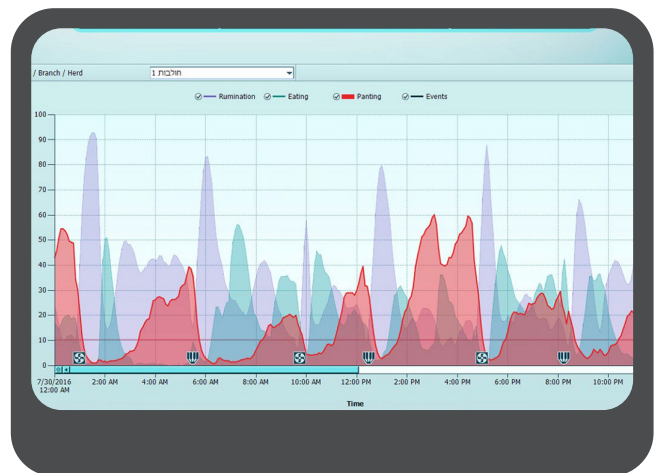 / Branch / Herd
חולבות 1
Rumination Eating Panting Events
100
90
80
70
60
50
40
30
20
10
0
7/30/2016
12:00 AM
2:00 AM 4:00 AM 6:00 AM 8:00 AM 10:00 AM 12:00 PM 2:00 PM 4:00 PM 6:00 PM 8:00 PM 10:00 PM
Time